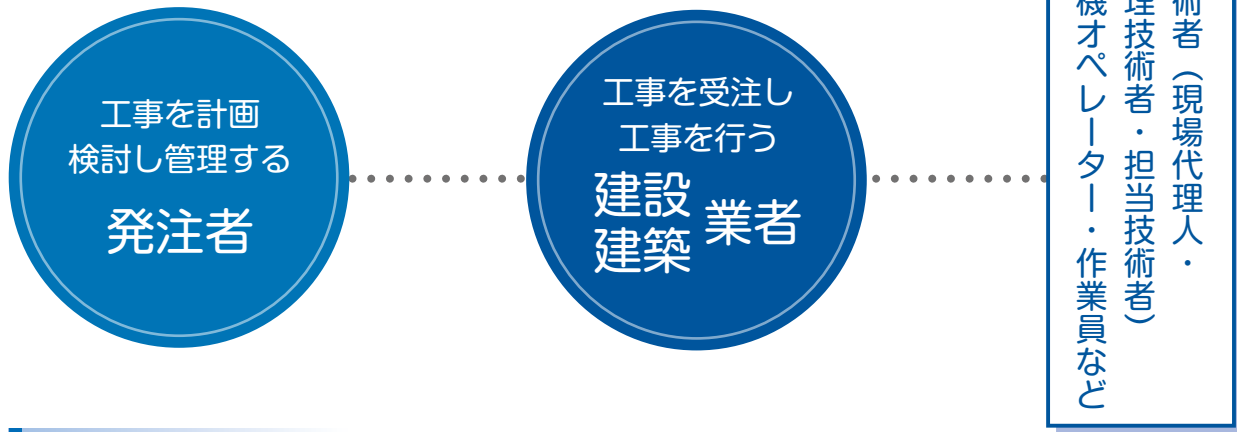 工事を計画
検討し管理する
発注者
工事を受注し
工事を行う
建設
建築
業者
術者（現場代理人・
理技術者・担当技術者）
機オペレーター・作業員など